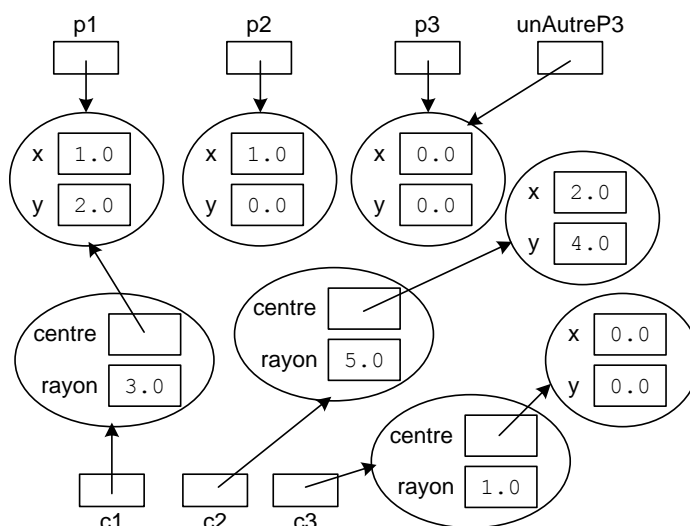 p1 p2 p3 unAutreP3
x 1.0 x 1.0 x 0.0
y 2.0 y 0.0 y 0.0
x 2.0
y 4.0
centre
rayon 3.0
centre
rayon 5.0
x 0.0
y 0.0
centre
rayon 1.0
c1 c2 c3